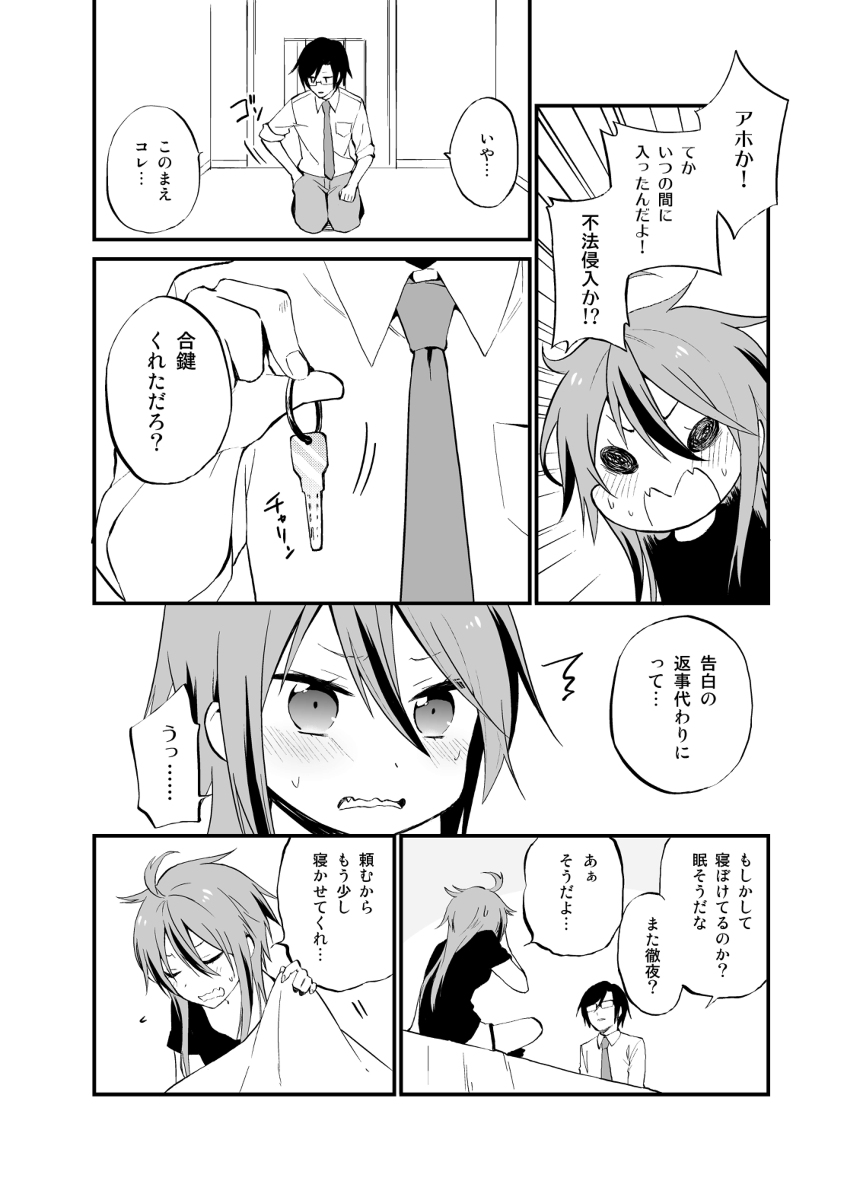 アホか!
てか
いつの間に
入ったんだよ!
不法侵入か!?
いや…
ゴソ
このまえ
コレ…
合鍵
くれただろ?
チャリン
告白の
返事代わりに
って…
うっ……
もしかして
寝ぼけてるのか?
眠そうだな
また徹夜?
あぁ
そうだよ…
頼むから
もう少し
寝かせてくれ…